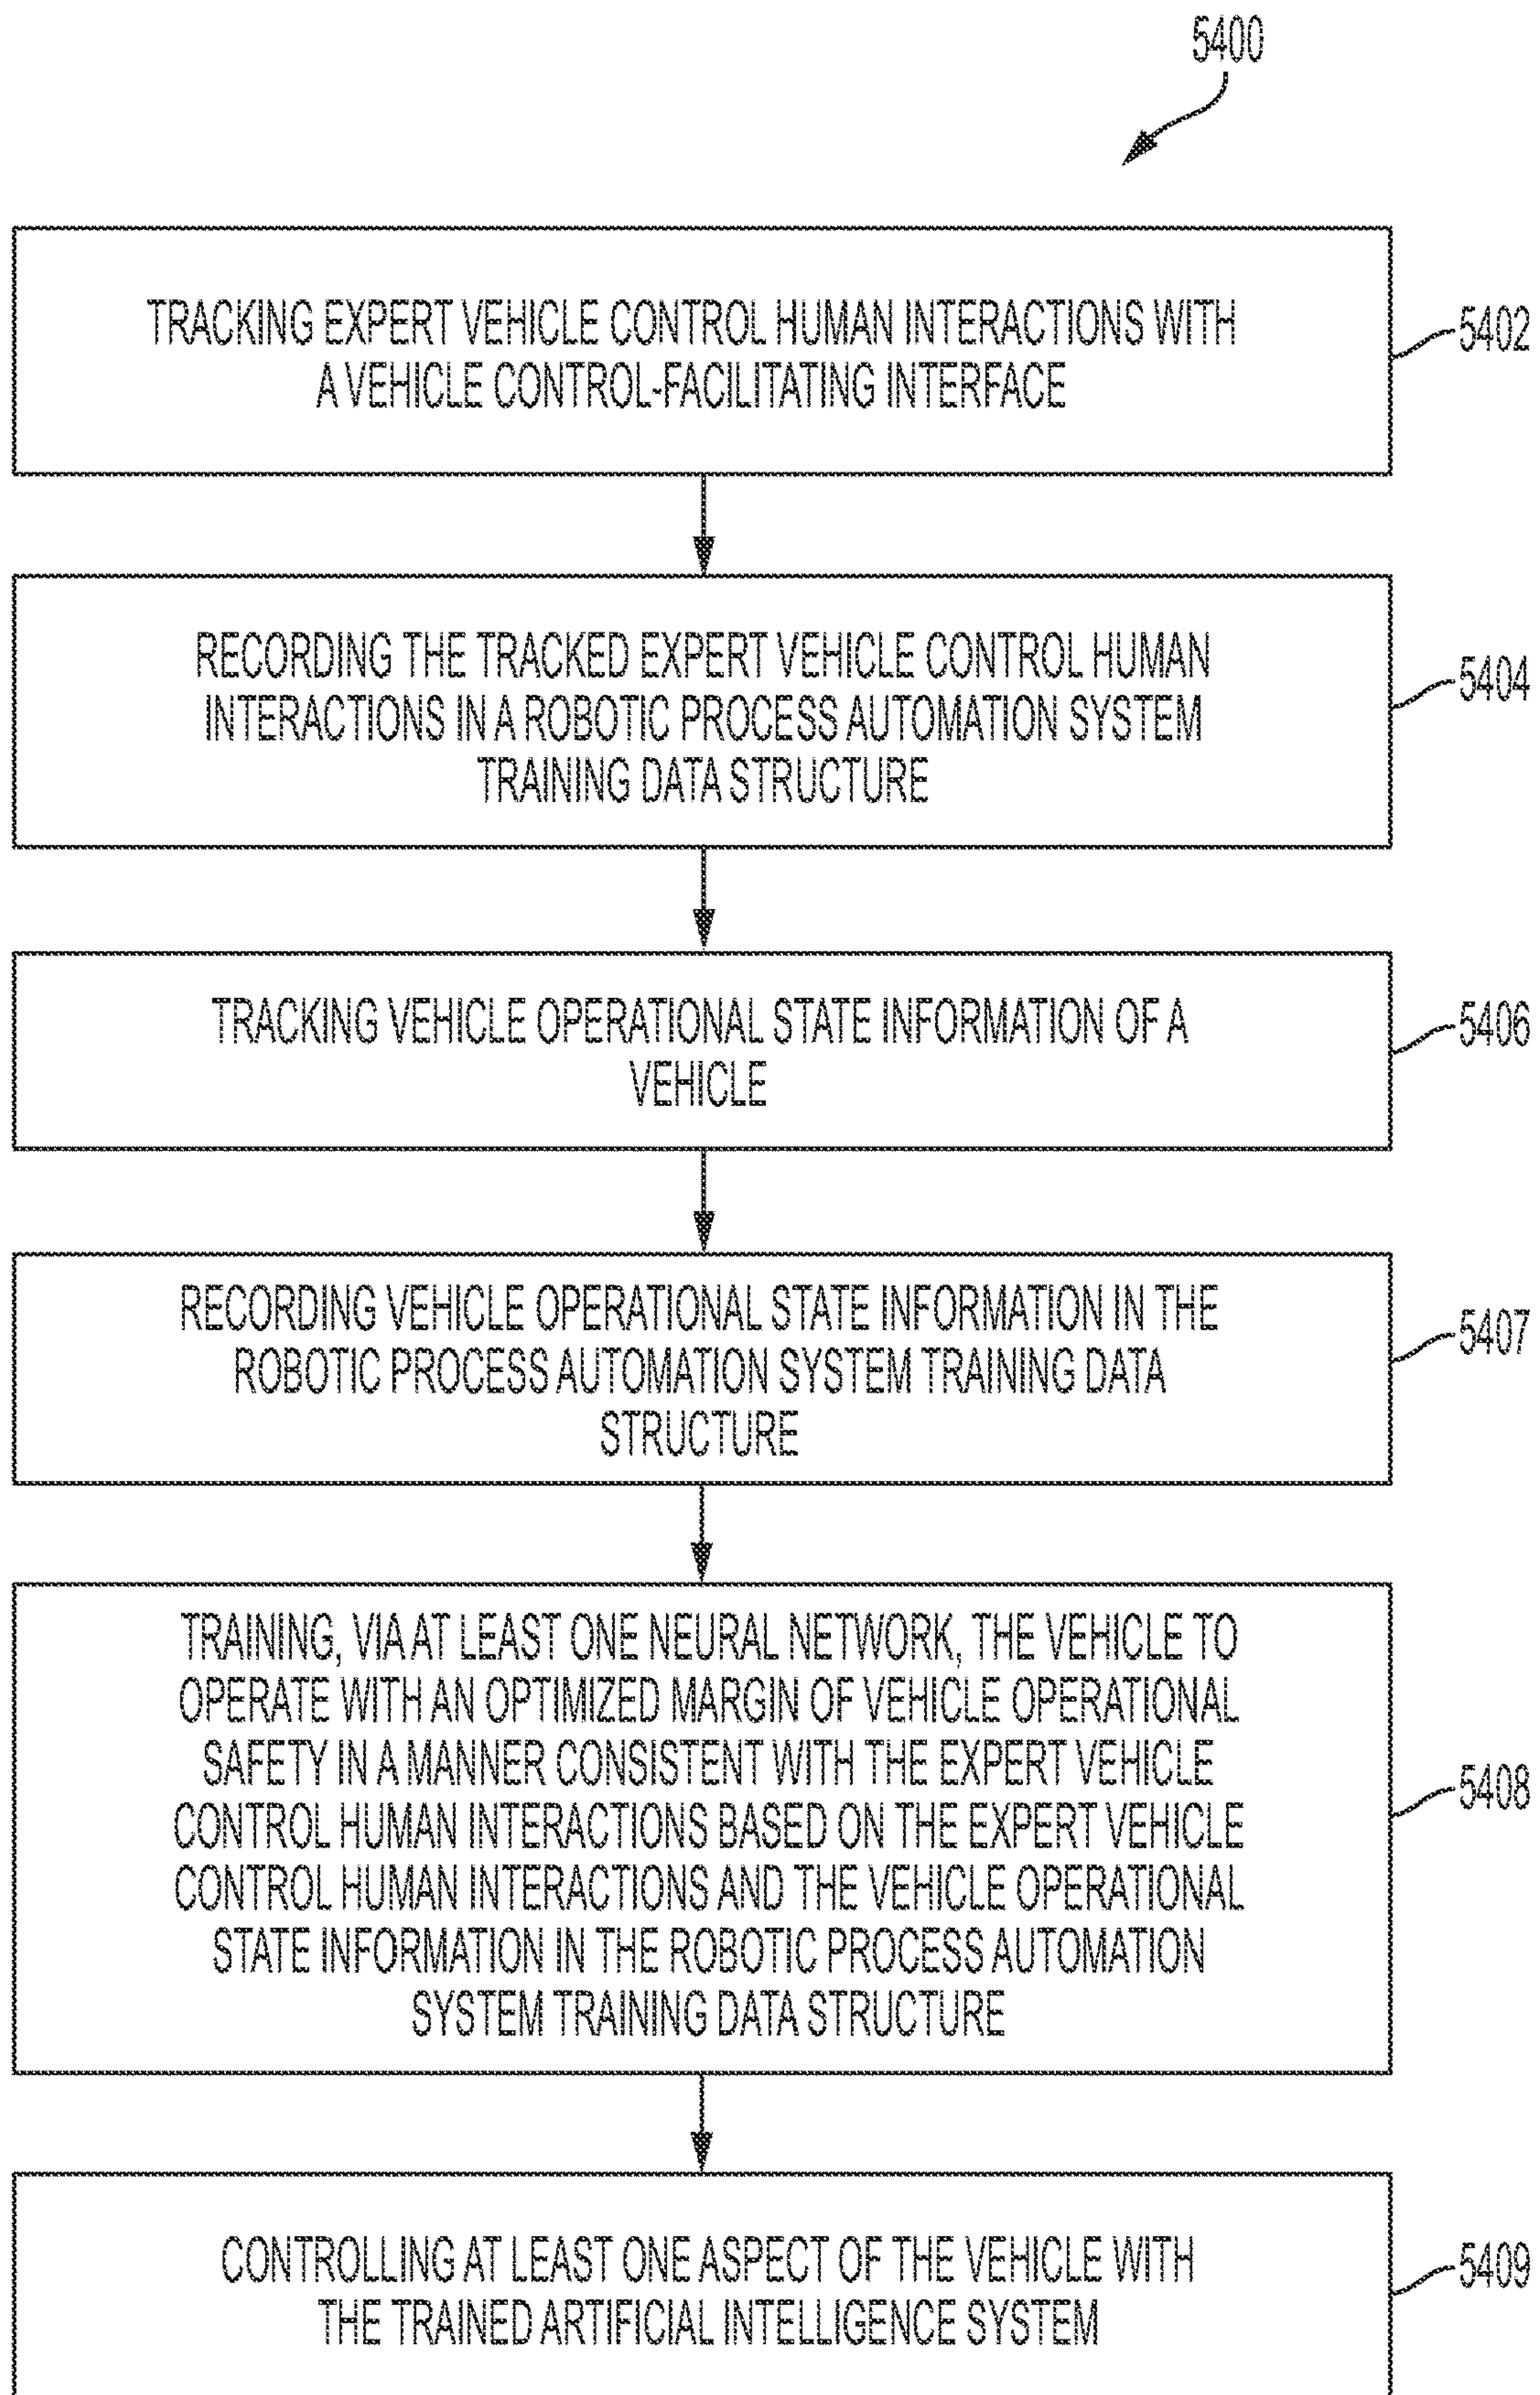 5400
TRACKING EXPERT VEHICLE CONTROL HUMAN INTERACTIONS WITH
A VEHICLE CONTROL-FACILITATING INTERFACE
5402
RECORDING THE TRACKED EXPERT VEHICLE CONTROL HUMAN
INTERACTIONS IN A ROBOTIC PROCESS AUTOMATION SYSTEM
TRAINING DATA STRUCTURE
5404
TRACKING VEHICLE OPERATIONAL STATE INFORMATION OF A
VEHICLE
5406
RECORDING VEHICLE OPERATIONAL STATE INFORMATION IN THE
ROBOTIC PROCESS AUTOMATION SYSTEM TRAINING DATA
STRUCTURE
5407
TRAINING, VIA AT LEAST ONE NEURAL NETWORK, THE VEHICLE TO
OPERATE WITH AN OPTIMIZED MARGIN OF VEHICLE OPERATIONAL
SAFETY IN A MANNER CONSISTENT WITH THE EXPERT VEHICLE
CONTROL HUMAN INTERACTIONS BASED ON THE EXPERT VEHICLE
CONTROL HUMAN INTERACTIONS AND THE VEHICLE OPERATIONAL
STATE INFORMATION IN THE ROBOTIC PROCESS AUTOMATION
SYSTEM TRAINING DATA STRUCTURE
5408
CONTROLLING AT LEAST ONE ASPECT OF THE VEHICLE WITH
THE TRAINED ARTIFICIAL INTELLIGENCE SYSTEM
5409